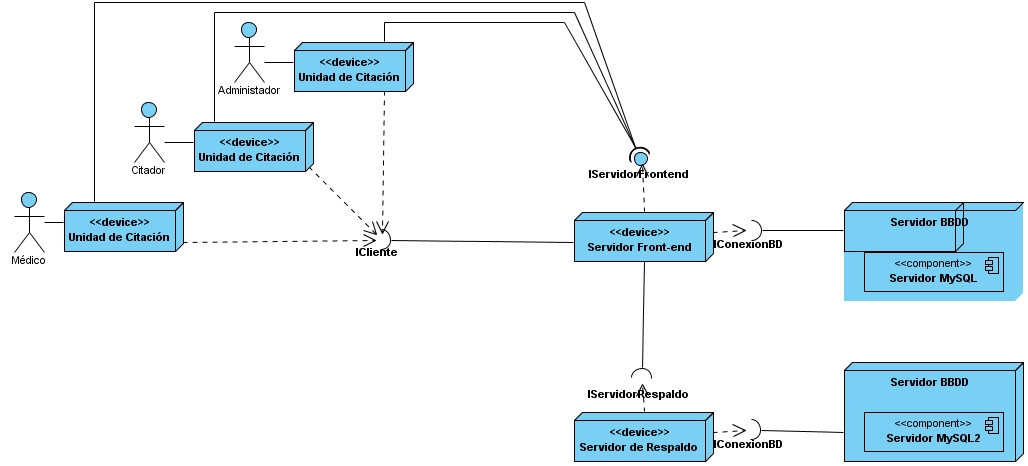 <<device>>
Unidad de Citación
Administador
<<device>>
Unidad de Citación
Citador
IServidorFrontend
<<device>>
Unidad de Citación
Médico
ICliente
<<device>>
Servidor Front-end
IConexionBD
Servidor BBDD
<<component>>
Servidor MySQL
IServidorRespaldo
<<device>>
Servidor de Respaldo
IConexionBD
Servidor BBDD
<<component>>
Servidor MySQL2